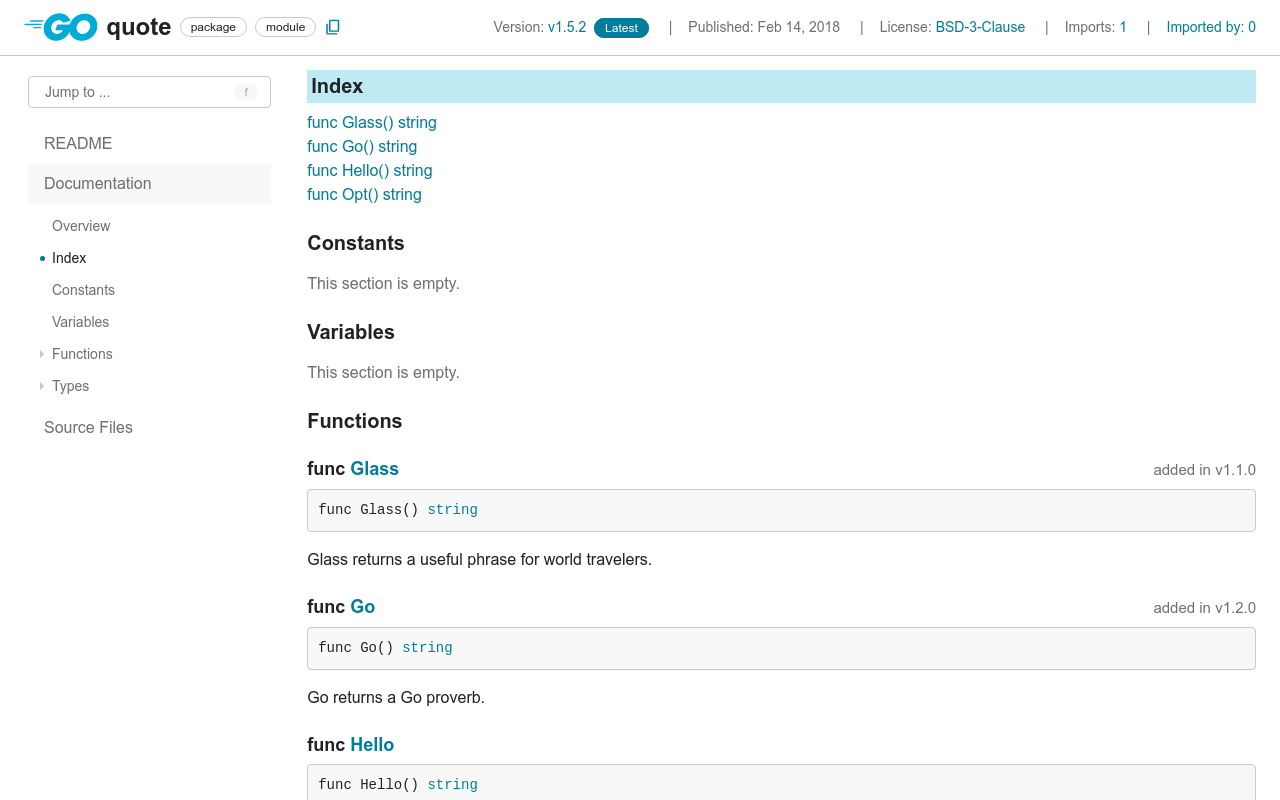 GO quote package module Version: v1.5.2 Latest | Published: Feb 14, 2018 | License: BSD-3-Clause | Imports: 1 | Imported by: 0
Jump to ... f
README
Documentation
Overview
Index
Constants
Variables
Functions
Types
Source Files
Index
func Glass() string
func Go() string
func Hello() string
func Opt() string
Constants
This section is empty.
Variables
This section is empty.
Functions
func Glass added in v1.1.0
func Glass() string
Glass returns a useful phrase for world travelers.
func Go added in v1.2.0
func Go() string
Go returns a Go proverb.
func Hello
func Hello() string